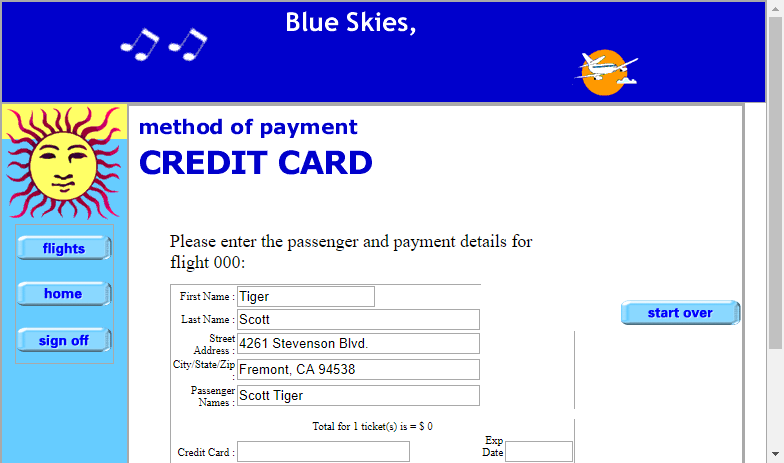 Blue Skies,
method of payment
CREDIT CARD
flights
home
sign off
Please enter the passenger and payment details for
flight 000:
start over
First Name : Tiger
Last Name : Scott
Street
Address : 4261 Stevenson Blvd.
City/State/Zip
: Fremont, CA 94538
Passenger
Names : Scott Tiger
Total for 1 ticket(s) is = $ 0
Credit Card :
Exp
Date